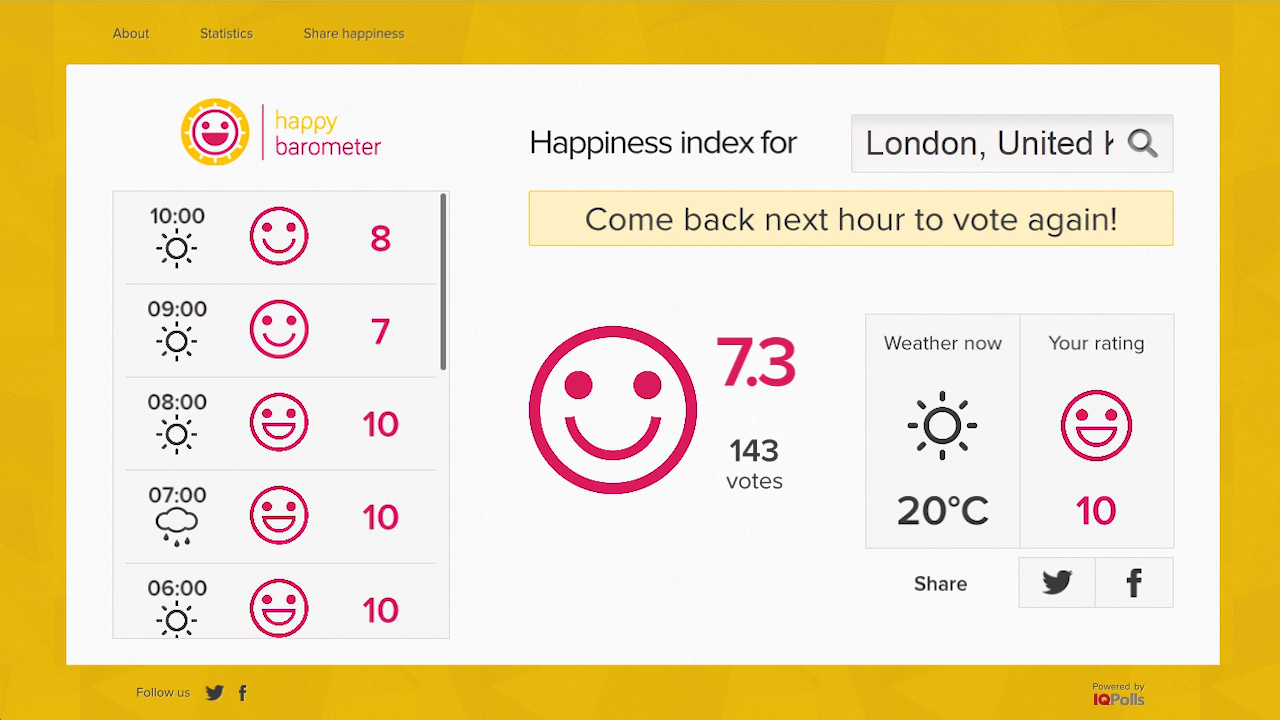 About Statistics Share happiness
happy
barometer
Happiness index for
London, United
Come back next hour to vote again!
10:00
8
09:00
7
08:00
10
07:00
10
06:00
10
7.3
143
votes
Weather now
20°C
Your rating
10
Share
Follow us
Powered by
IQPolls